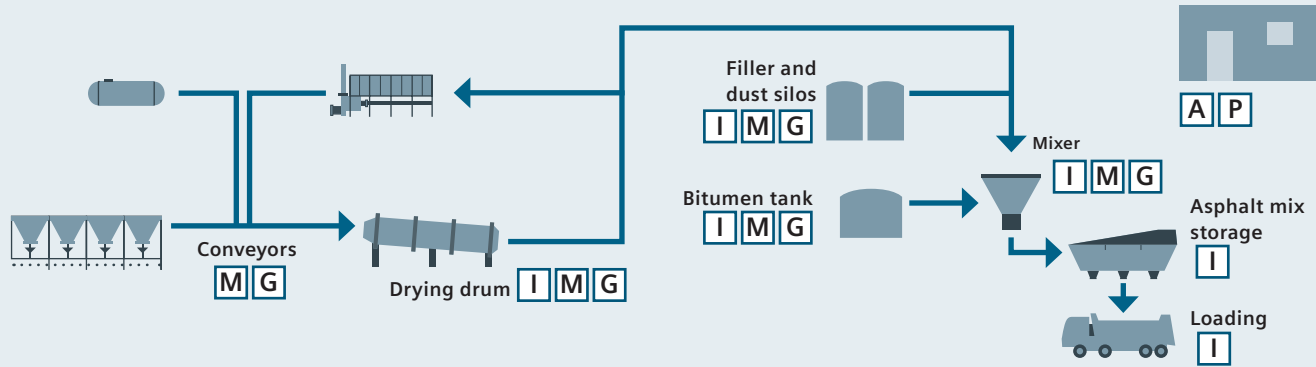 Filler and
dust silos
I M G
A P
Mixer
I M G
Bitumen tank
I M G
Asphalt mix
storage
I
Conveyors
M G
Drying drum I M G
Loading
I